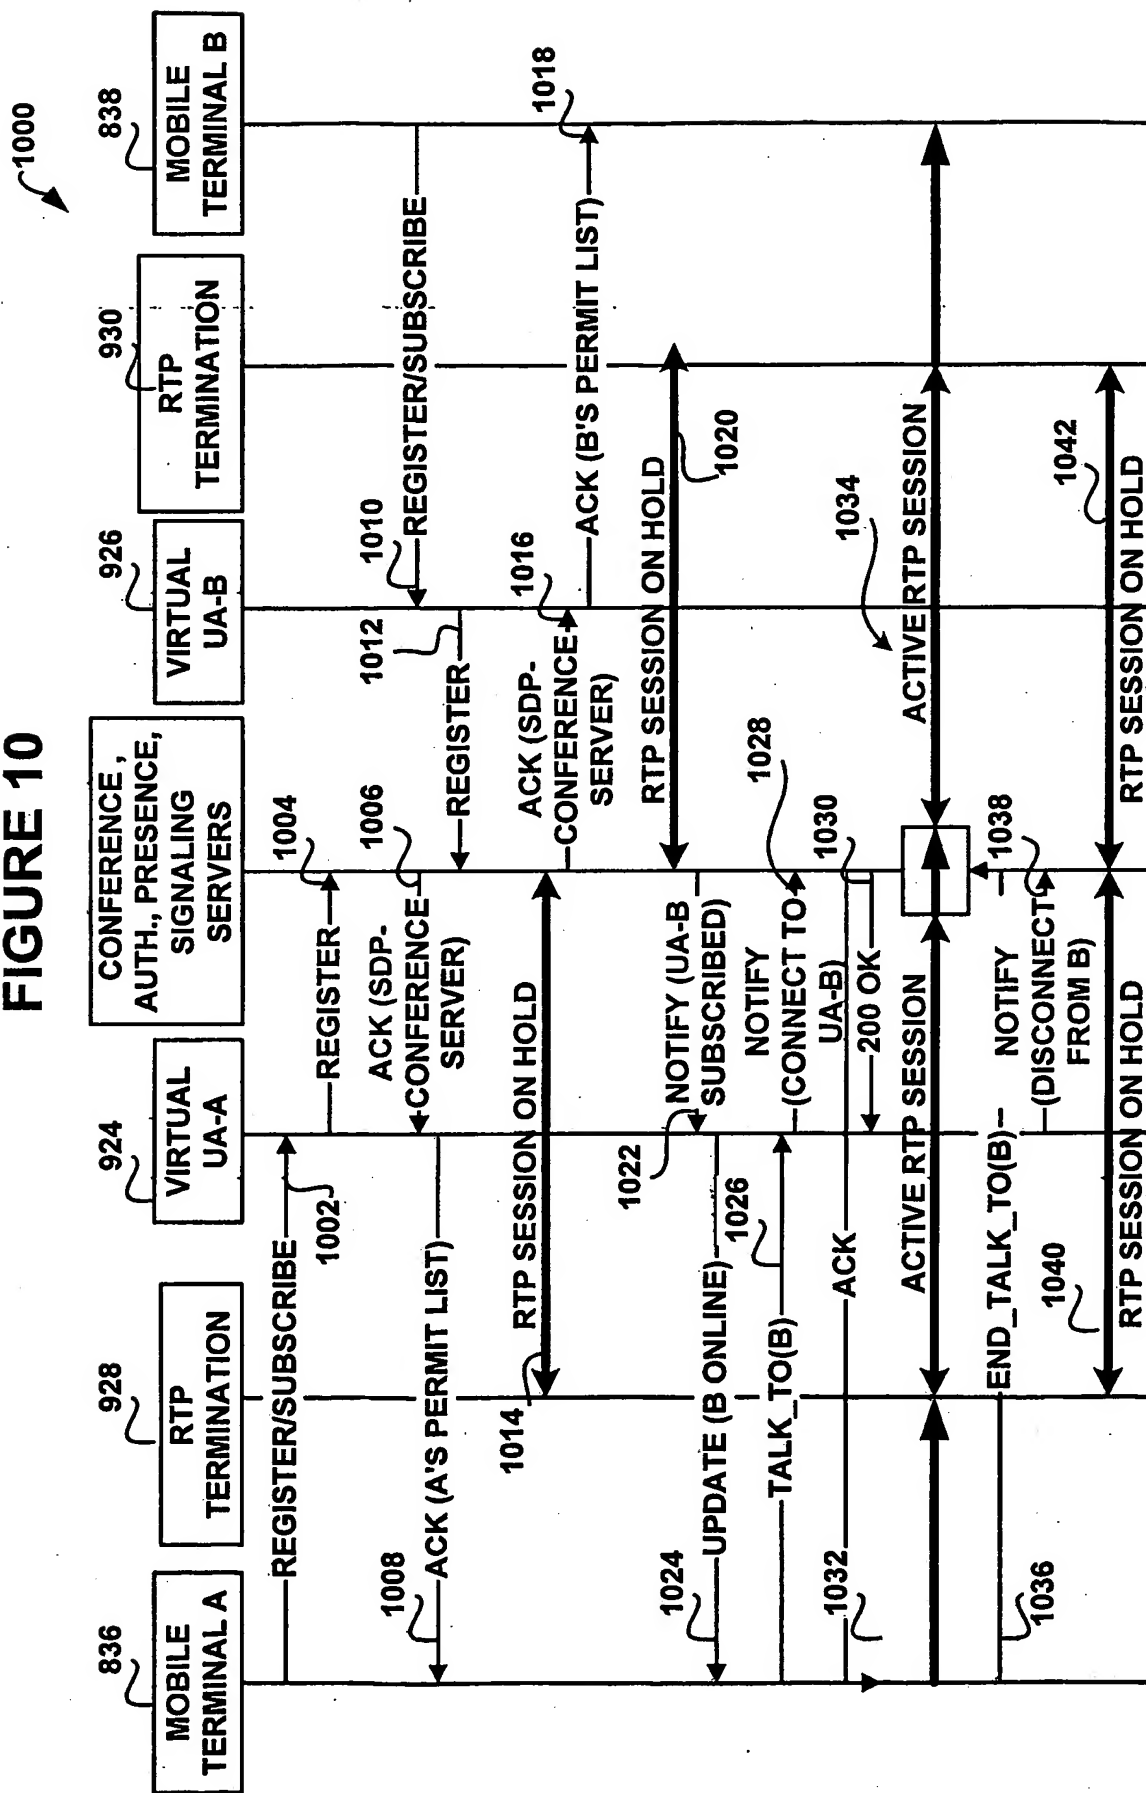 FIGURE 10
1000
836
MOBILE
TERMINAL A
928
RTP
TERMINATION
924
VIRTUAL
UA-A
CONFERENCE,
AUTH., PRESENCE,
SIGNALING
SERVERS
926
VIRTUAL
UA-B
930
RTP
TERMINATION
838
MOBILE
TERMINAL B
REGISTER/SUBSCRIBE
1002
REGISTER
1004
ACK (SDP-
CONFERENCE
SERVER)
1006
ACK (A'S PERMIT LIST)
1008
REGISTER/SUBSCRIBE
1010
REGISTER
1012
RTP SESSION ON HOLD
1014
ACK (SDP-
CONFERENCE
SERVER)
1016
ACK (B'S PERMIT LIST)
1018
RTP SESSION ON HOLD
1020
NOTIFY (UA-B
SUBSCRIBED)
1022
UPDATE (B ONLINE)
1024
TALK_TO(B)
1026
NOTIFY
(CONNECT TO
UA-B)
1028
200 OK
1030
ACK
1032
ACTIVE RTP SESSION
ACTIVE RTP SESSION
1034
END_TALK_TO(B)
1036
NOTIFY
(DISCONNECT
FROM B)
1038
RTP SESSION ON HOLD
1040
RTP SESSION ON HOLD
1042